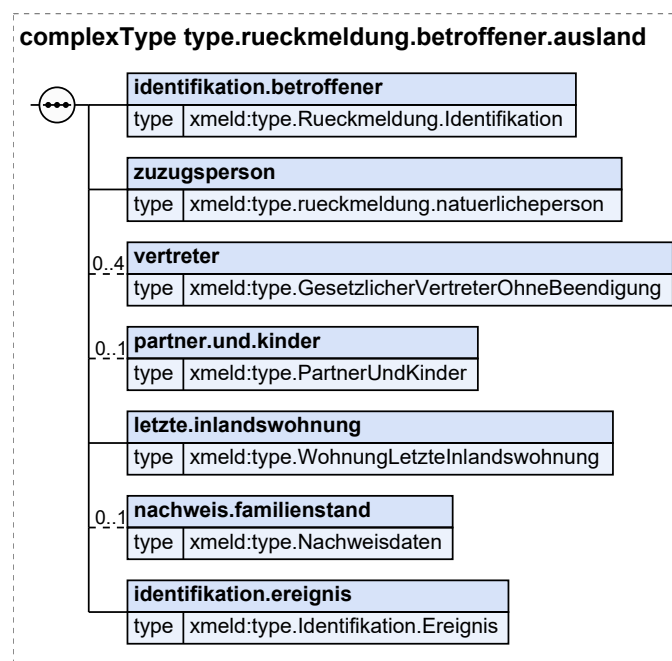 complexType type.rueckmeldung.betroffener.ausland
identifikation.betroffener
type xmeld:type.Rueckmeldung.Identifikation
zuzugsperson
type xmeld:type.rueckmeldung.natuerlicheperson
0..4
vertreter
type xmeld:type.GesetzlicherVertreterOhneBeendigung
0..1
partner.und.kinder
type xmeld:type.PartnerUndKinder
letzte.inlandswohnung
type xmeld:type.WohnungLetzteInlandswohnung
0..1
nachweis.familienstand
type xmeld:type.Nachweisdaten
identifikation.ereignis
type xmeld:type.Identifikation.Ereignis